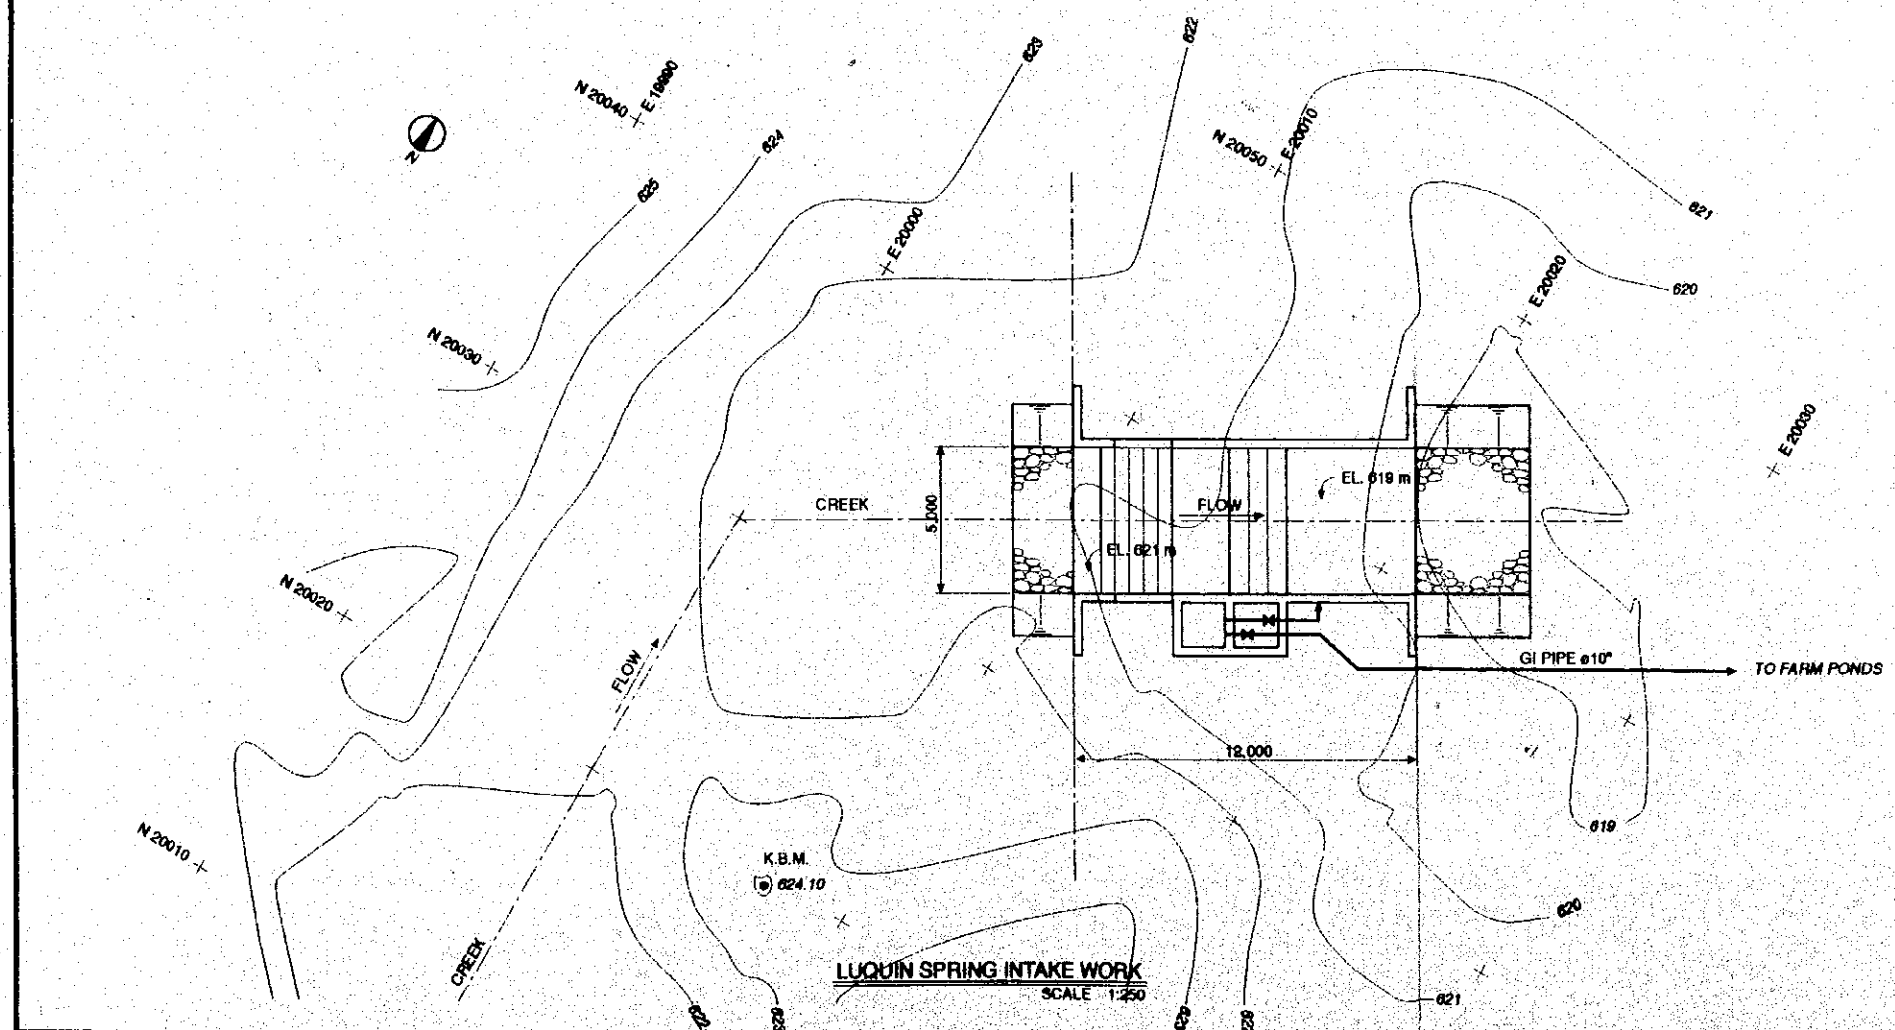 622
623
E 19990
N 20040
624
N
625
N 20050
E 20010
621
E 20000
620
E 20020
N 20030
E 20030
CREEK
5,000
FLOW
EL. 619 m
EL. 621 m
N 20020
FLOW
GI PIPE ø10"
TO FARM PONDS
12,000
619
N 20010
K.B.M.
624.10
620
CREEK
LUQUIN SPRING INTAKE WORK
SCALE 1:250
621
622